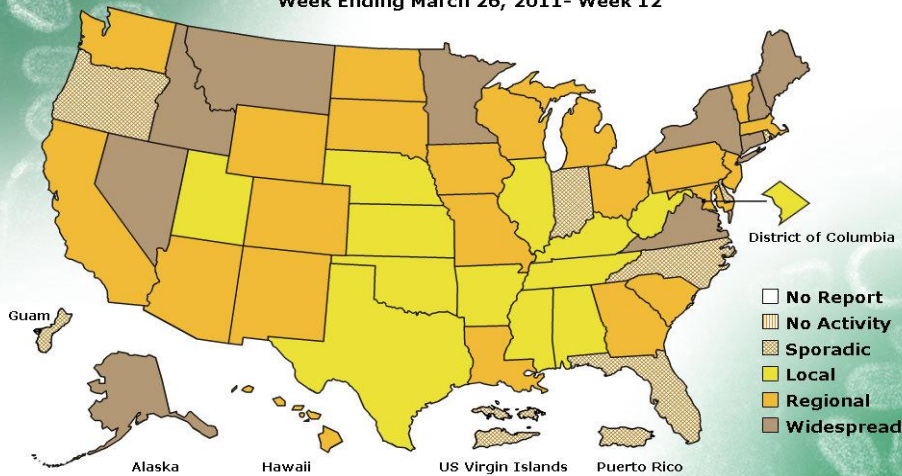 Week Ending March 26, 2011- Week 12
District of Columbia
Guam
No Report
No Activity
Sporadic
Local
Regional
Widespread
Alaska
Hawaii
US Virgin Islands
Puerto Rico